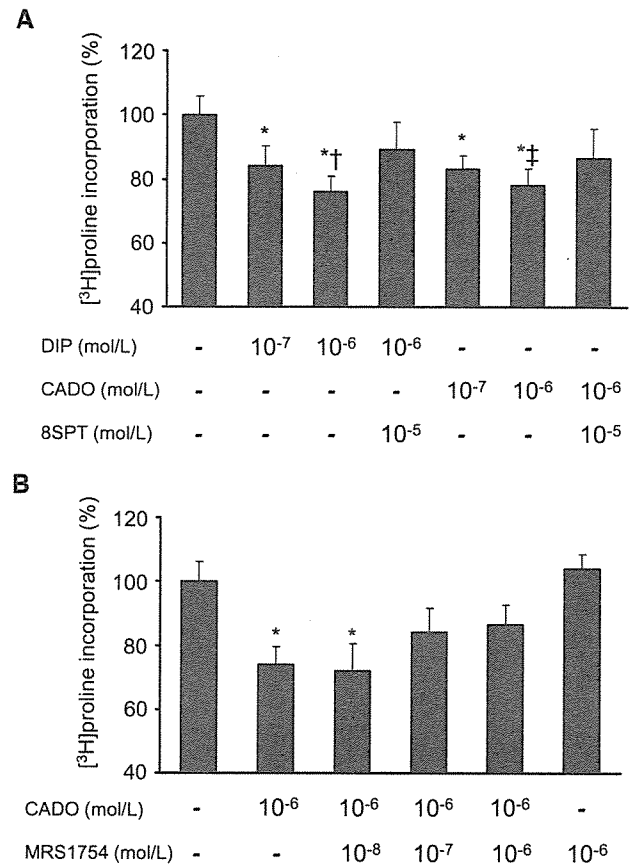 A
[³H]proline incorporation (%)
120
100
80
60
40
*
*†
*
*‡
DIP (mol/L) - 10⁻⁷ 10⁻⁶ 10⁻⁶ - - -
CADO (mol/L) - - - - 10⁻⁷ 10⁻⁶ 10⁻⁶
8SPT (mol/L) - - - 10⁻⁵ - - 10⁻⁵
B
[³H]proline incorporation (%)
120
100
80
60
40
*
*
CADO (mol/L) - 10⁻⁶ 10⁻⁶ 10⁻⁶ 10⁻⁶ -
MRS1754 (mol/L) - - 10⁻⁸ 10⁻⁷ 10⁻⁶ 10⁻⁶